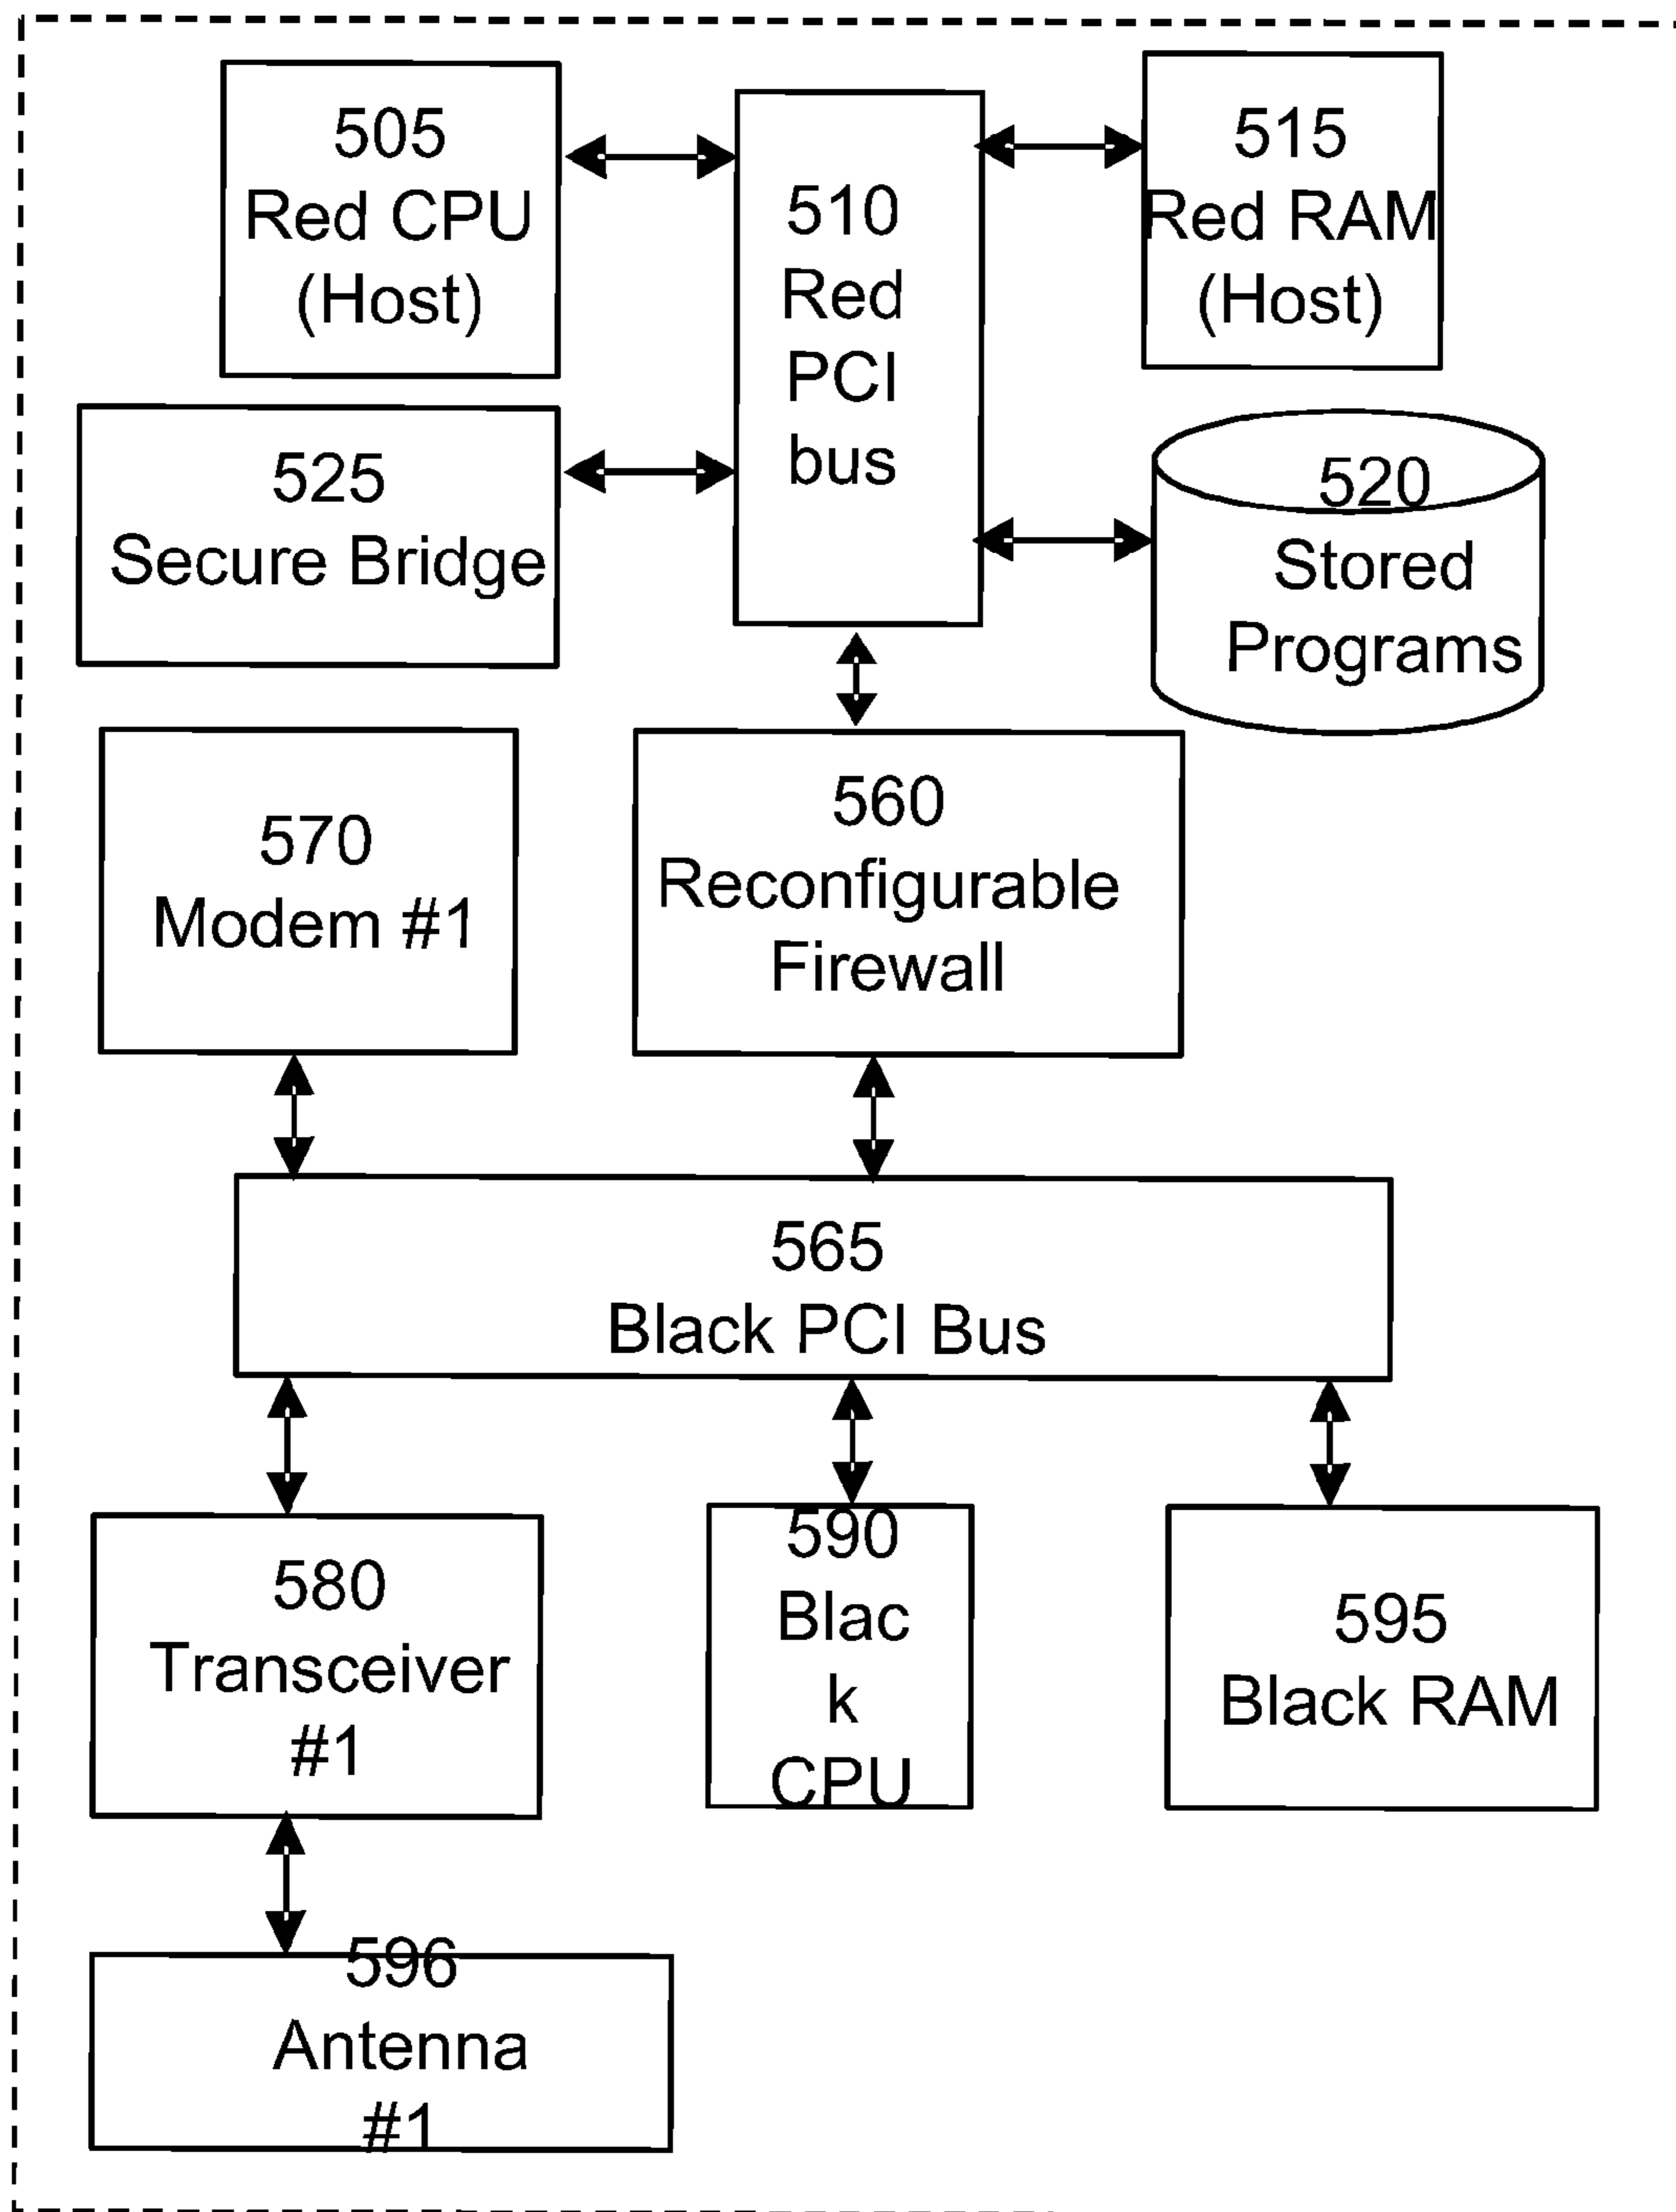 505
Red CPU
(Host)
510
Red
PCI
bus
515
Red RAM
(Host)
525
Secure Bridge
520
Stored
Programs
570
Modem #1
560
Reconfigurable
Firewall
565
Black PCI Bus
580
Transceiver
#1
590
Blac
k
CPU
595
Black RAM
596
Antenna
#1